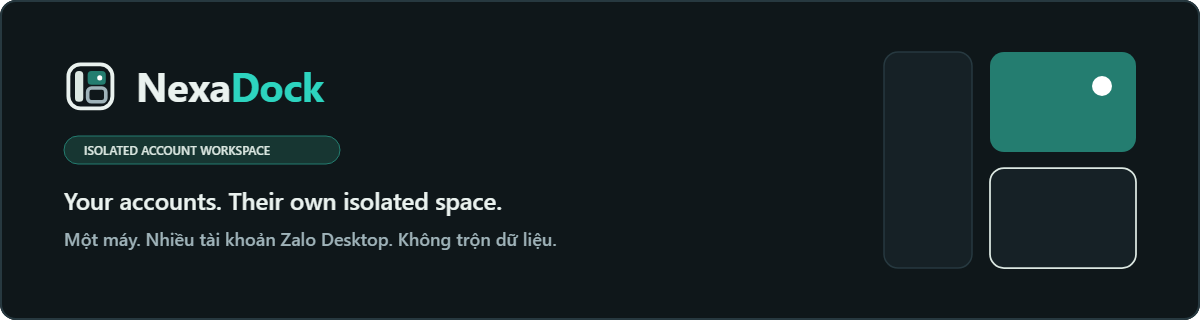 NexaDock
ISOLATED ACCOUNT WORKSPACE
Your accounts. Their own isolated space.
Một máy. Nhiều tài khoản Zalo Desktop. Không trộn dữ liệu.